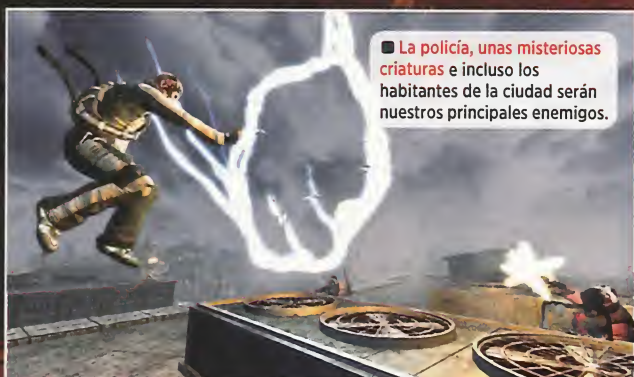 La policía, unas misteriosas
criaturas e incluso los
habitantes de la ciudad serán
nuestros principales enemigos.